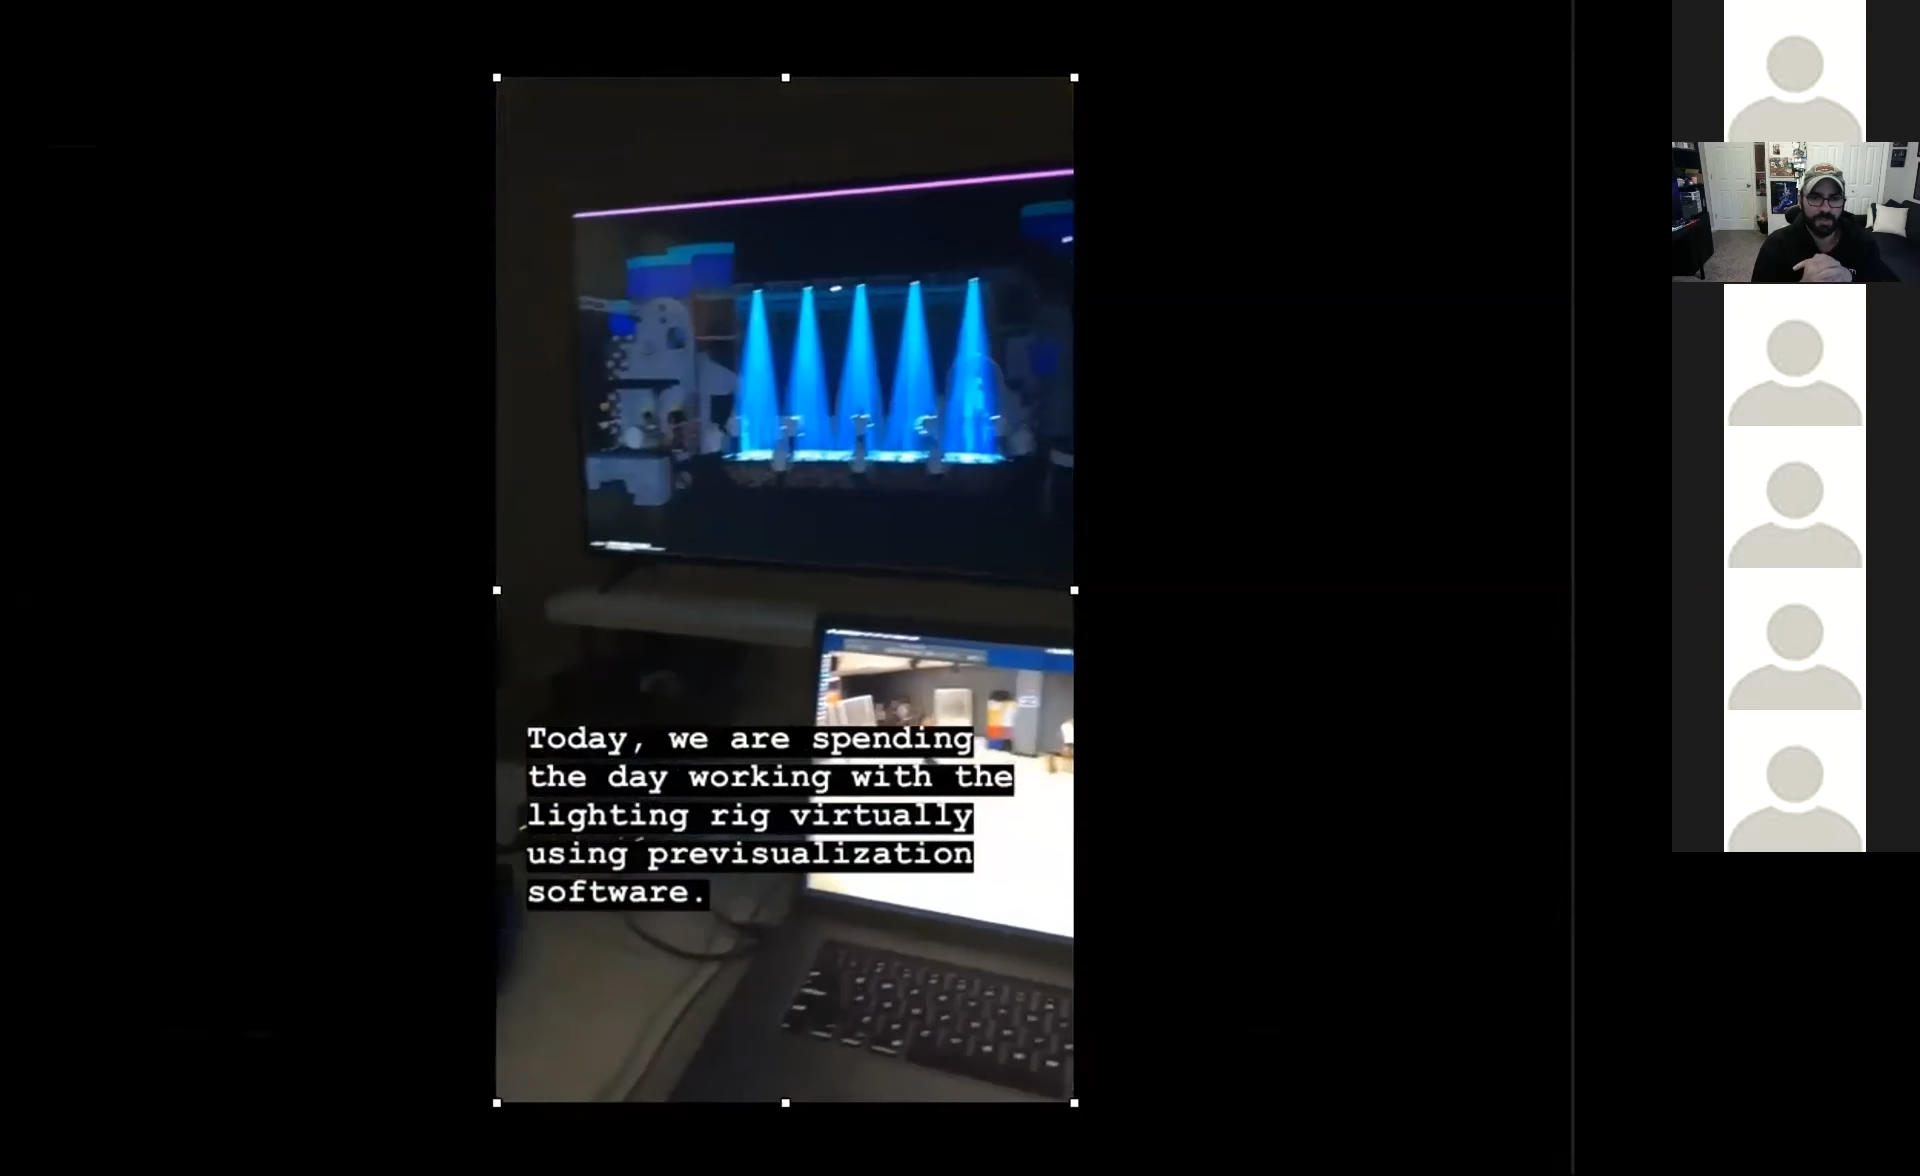 Today, we are spending
the day working with the
lighting rig virtually
using previsualization
software.